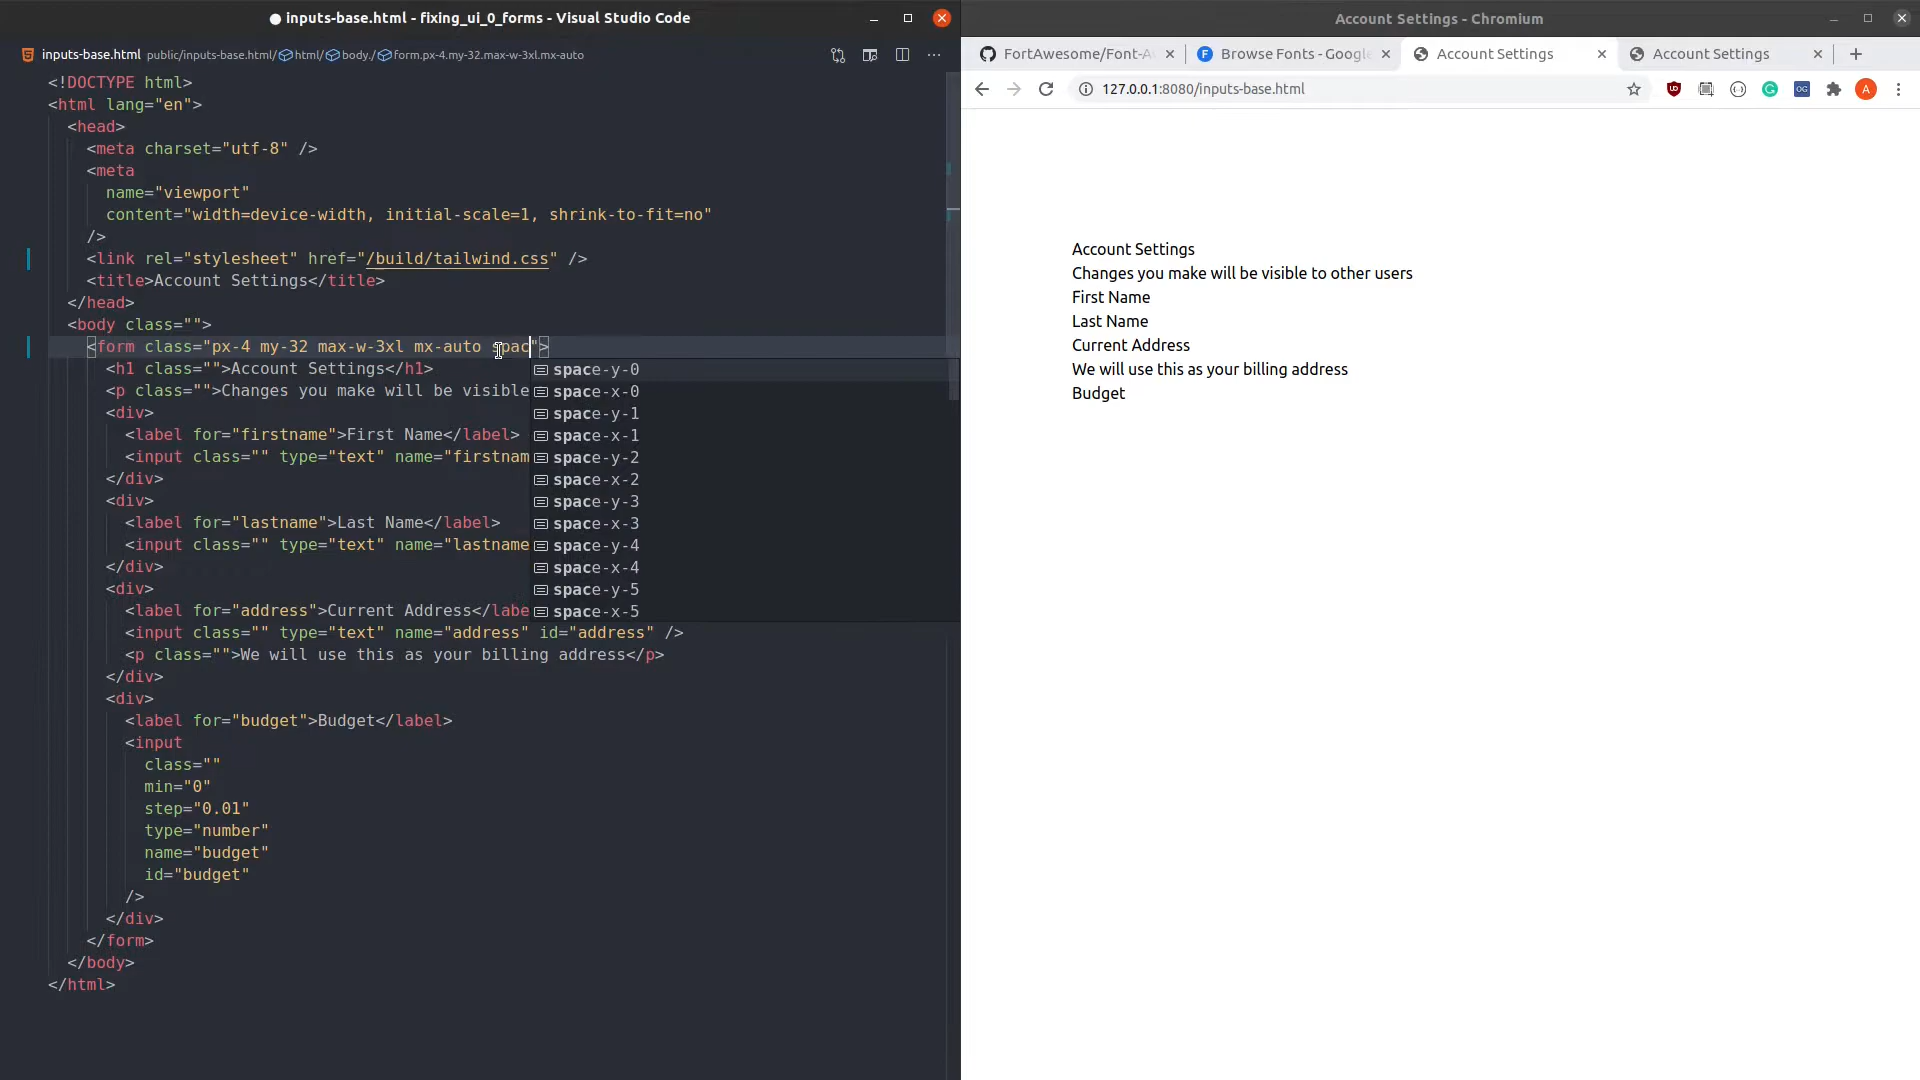 inputs-base.html - fixing_ui_0_forms - Visual Studio Code
inputs-base.html public/inputs-base.html/html/body./form.px-4.my-32.max-w-3xl.mx-auto
<!DOCTYPE html>
<html lang="en">
<head>
<meta charset="utf-8" />
<meta
name="viewport"
content="width=device-width, initial-scale=1, shrink-to-fit=no"
/>
<link rel="stylesheet" href="/build/tailwind.css" />
<title>Account Settings</title>
</head>
<body class="">
<form class="px-4 my-32 max-w-3xl mx-auto spac">
<h1 class="">Account Settings</h1>
<p class="">Changes you make will be visible
<div>
<label for="firstname">First Name</label>
<input class="" type="text" name="firstnam
</div>
<div>
<label for="lastname">Last Name</label>
<input class="" type="text" name="lastname
</div>
<div>
<label for="address">Current Address</labe
<input class="" type="text" name="address" id="address" />
<p class="">We will use this as your billing address</p>
</div>
<div>
<label for="budget">Budget</label>
<input
class=""
min="0"
step="0.01"
type="number"
name="budget"
id="budget"
/>
</div>
</form>
</body>
</html>
space-y-0
space-x-0
space-y-1
space-x-1
space-y-2
space-x-2
space-y-3
space-x-3
space-y-4
space-x-4
space-y-5
space-x-5
Account Settings - Chromium
FortAwesome/Font-A
Browse Fonts - Google
Account Settings
Account Settings
127.0.0.1:8080/inputs-base.html
OG
A
Account Settings
Changes you make will be visible to other users
First Name
Last Name
Current Address
We will use this as your billing address
Budget